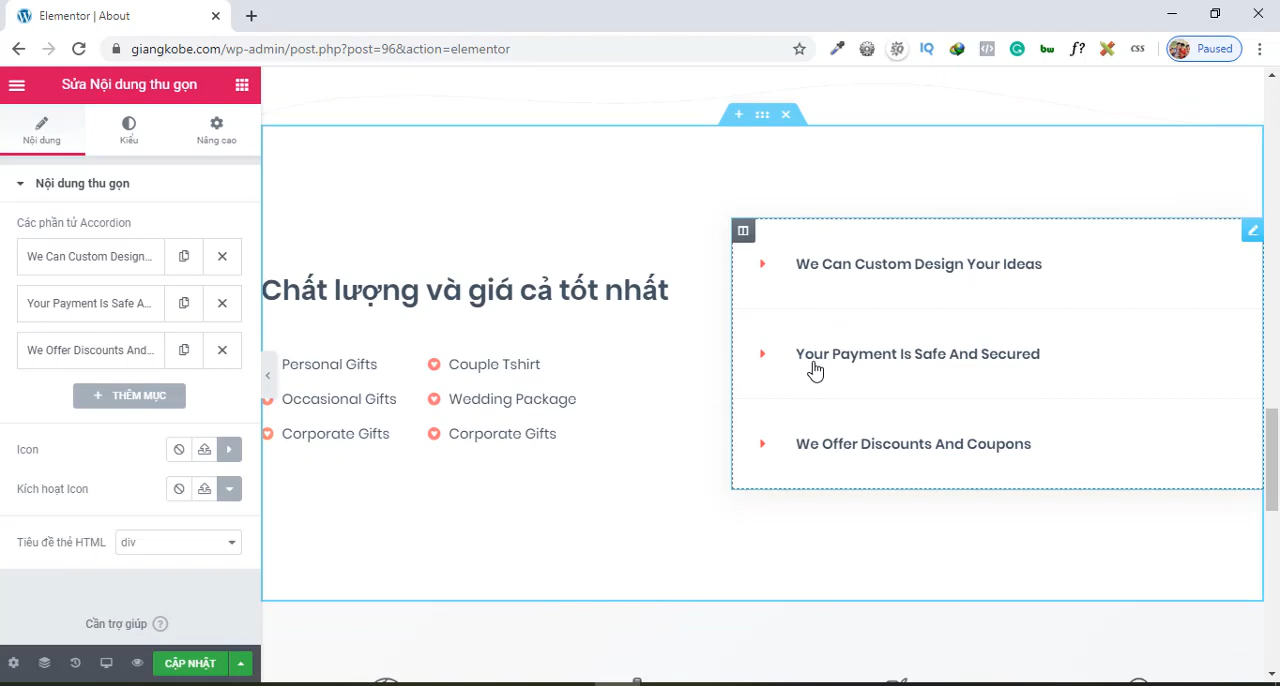 Elementor | About
giangkobe.com/wp-admin/post.php?post=96&action=elementor
IQ
bw
f?
css
Paused
Sửa Nội dung thu gọn
Nội dung
Kiểu
Nâng cao
Nội dung thu gọn
Các phần tử Accordion
We Can Custom Design...
Your Payment Is Safe A...
We Offer Discounts And...
+ THÊM MỤC
Icon
Kích hoạt Icon
Tiêu đề thẻ HTML
div
Cần trợ giúp ?
CẬP NHẬT
Chất lượng và giá cả tốt nhất
Personal Gifts
Couple Tshirt
Occasional Gifts
Wedding Package
Corporate Gifts
Corporate Gifts
We Can Custom Design Your Ideas
Your Payment Is Safe And Secured
We Offer Discounts And Coupons